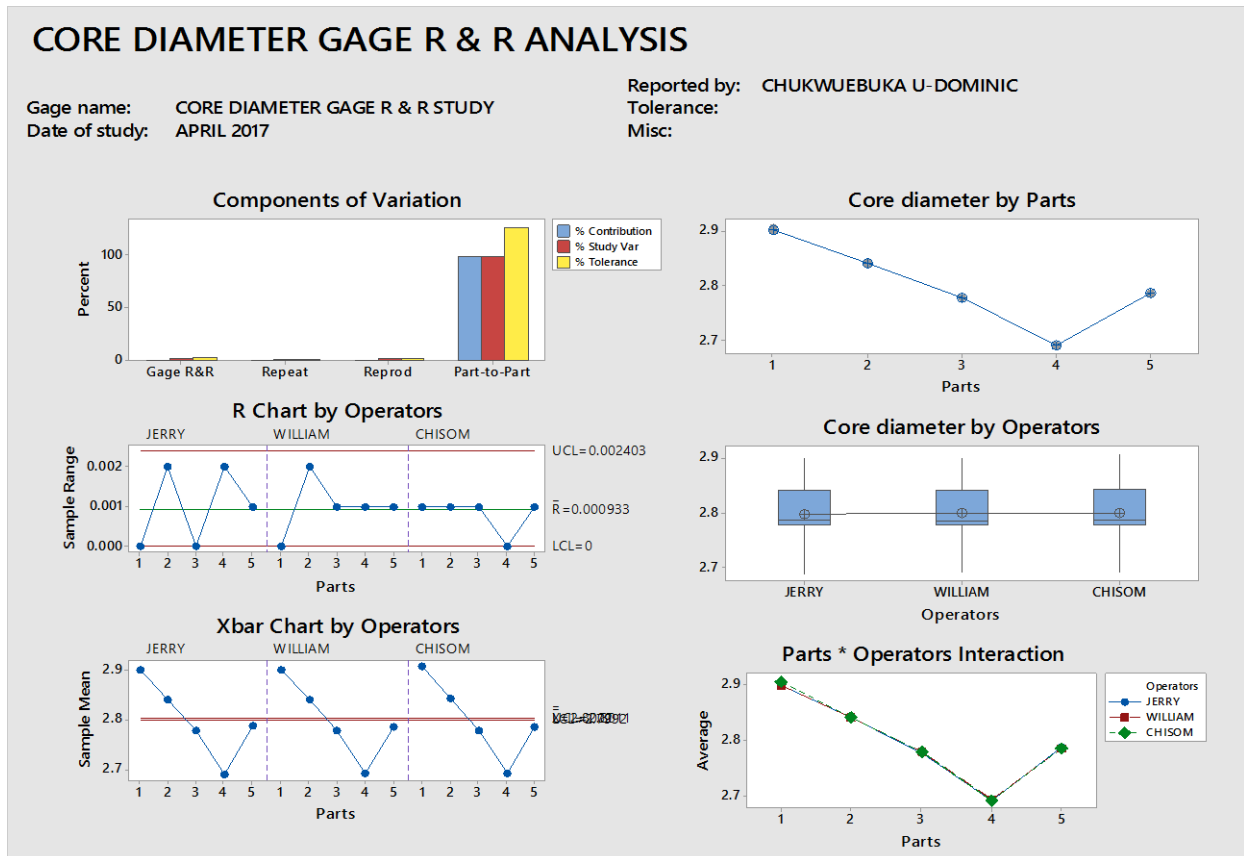 CORE DIAMETER GAGE R & R ANALYSIS
Gage name: CORE DIAMETER GAGE R & R STUDY
Date of study: APRIL 2017
Reported by: CHUKWUEBUKA U-DOMINIC
Tolerance:
Misc:
Components of Variation
Percent
100
50
0
Gage R&R Repeat Reprod Part-to-Part
% Contribution
% Study Var
% Tolerance
R Chart by Operators
JERRY WILLIAM CHISOM
Sample Range
0.002
0.001
0.000
UCL=0.002403
R=0.000933
LCL=0
1 2 3 4 5 1 2 3 4 5 1 2 3 4 5
Parts
Xbar Chart by Operators
JERRY WILLIAM CHISOM
Sample Mean
2.9
2.8
2.7
1 2 3 4 5 1 2 3 4 5 1 2 3 4 5
Parts
Core diameter by Parts
2.9
2.8
2.7
1 2 3 4 5
Parts
Core diameter by Operators
2.9
2.8
2.7
JERRY WILLIAM CHISOM
Operators
Parts * Operators Interaction
Average
2.9
2.8
2.7
1 2 3 4 5
Parts
Operators
JERRY
WILLIAM
CHISOM